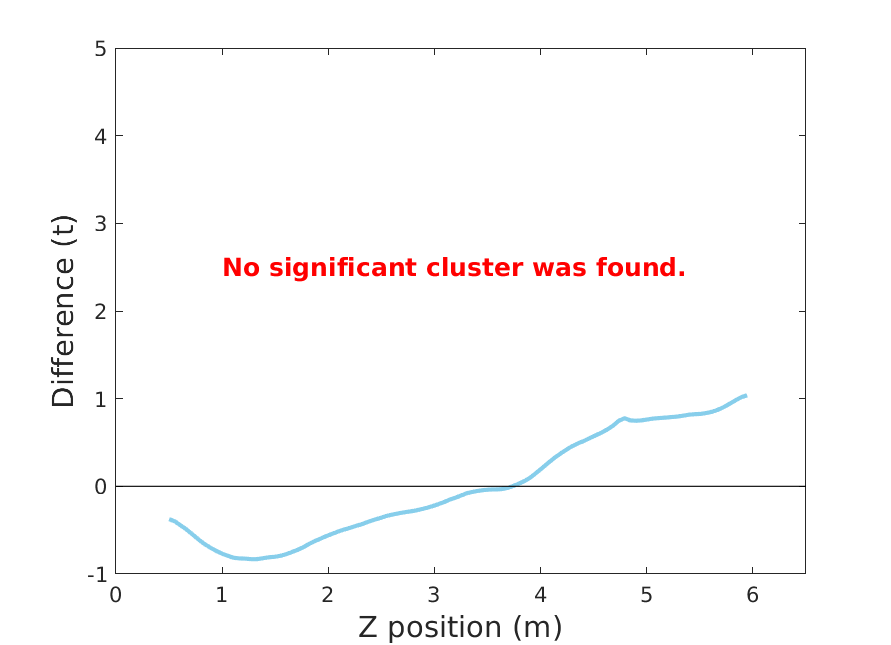 5
4
3
2
1
0
-1
Difference (t)
No significant cluster was found.
0 1 2 3 4 5 6
Z position (m)